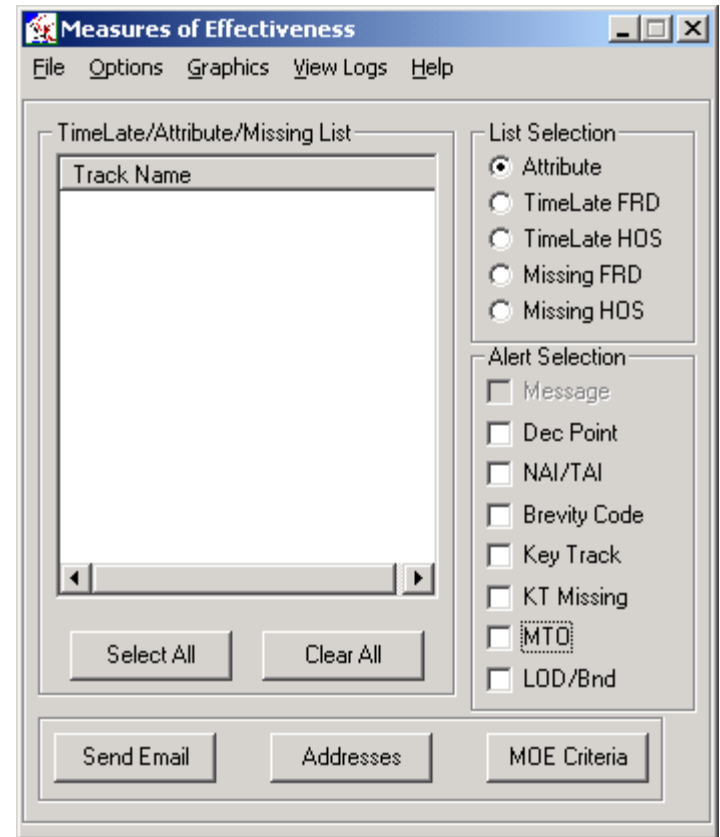 Measures of Effectiveness
File Options Graphics View Logs Help
TimeLate/Attribute/Missing List
Track Name
Select All Clear All
List Selection
Attribute
TimeLate FRD
TimeLate HOS
Missing FRD
Missing HOS
Alert Selection
Message
Dec Point
NAI/TAI
Brevity Code
Key Track
KT Missing
MTO
LOD/Bnd
Send Email Addresses MOE Criteria